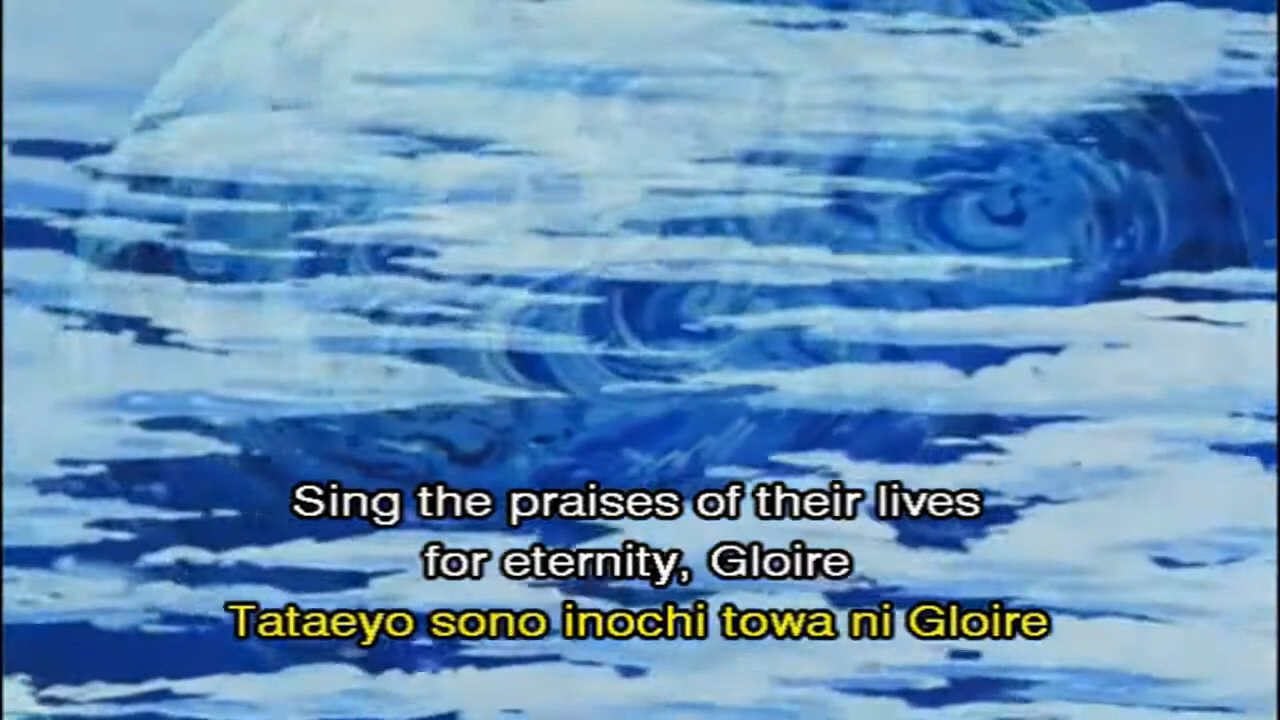 Sing the praises of their lives
for eternity, Gloire
Tataeyo sono inochi towa ni Gloire